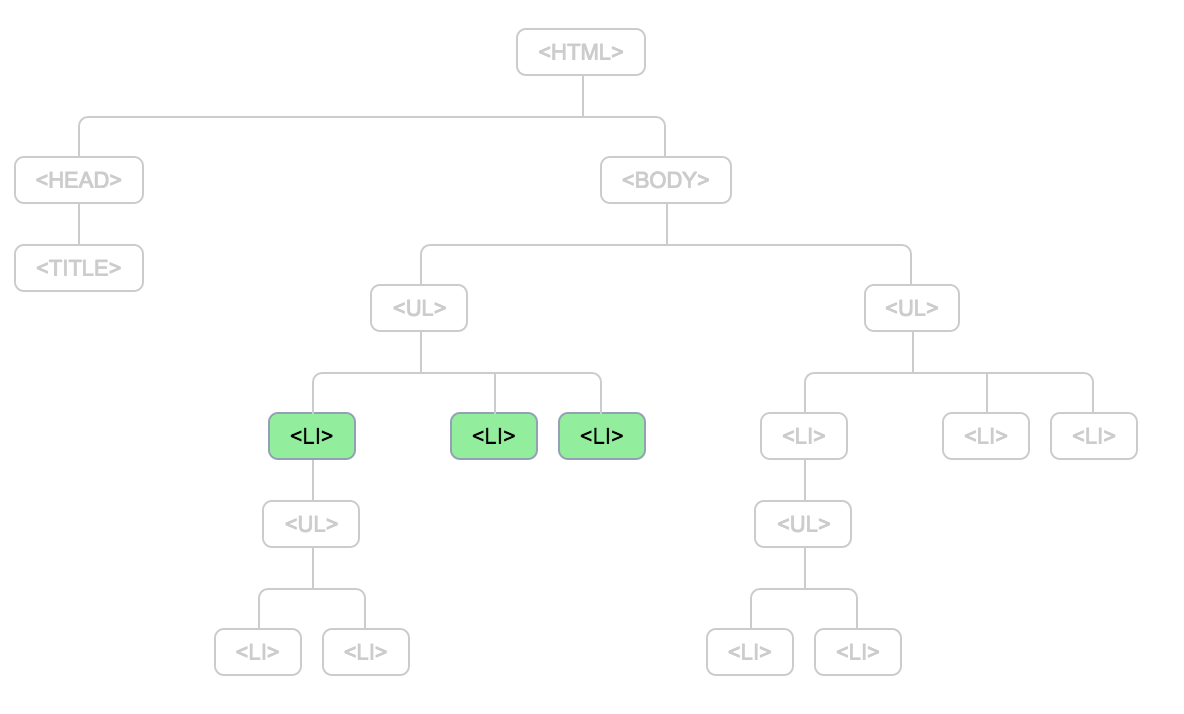 <HTML>
<HEAD> <BODY>
<TITLE>
<UL> <UL>
<LI> <LI> <LI> <LI> <LI> <LI>
<UL> <UL>
<LI> <LI> <LI> <LI>